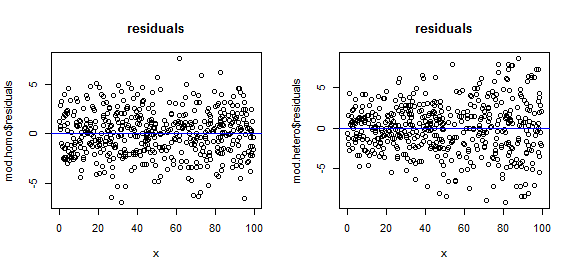 residuals
mod.homo$residuals
5
0
-5
0 20 40 60 80 100
x
residuals
mod.hetero$residuals
5
0
-5
0 20 40 60 80 100
x